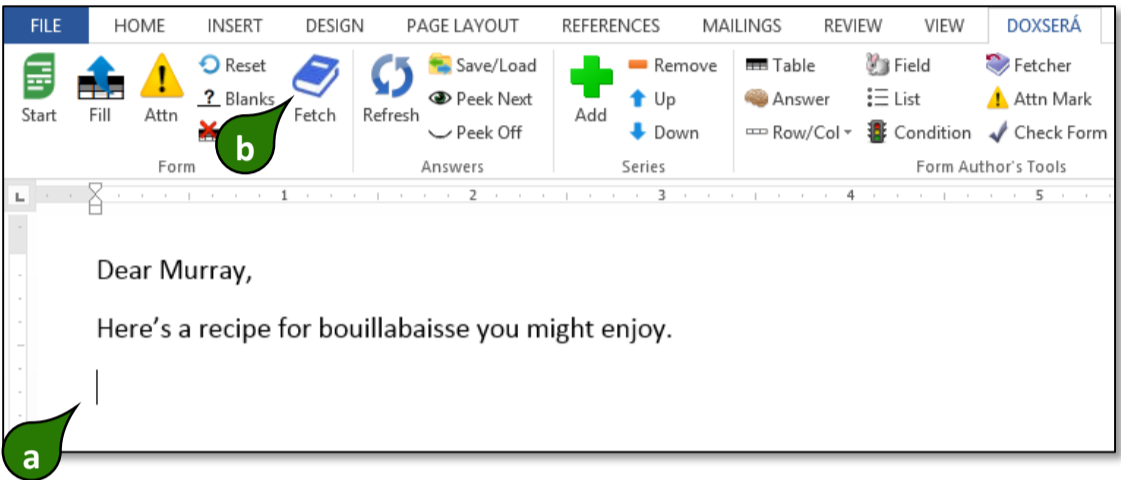 FILE HOME INSERT DESIGN PAGE LAYOUT REFERENCES MAILINGS REVIEW VIEW DOXSERÁ
Reset Save/Load Remove Table Field Fetcher
? Blanks Peek Next Up Answer List Attn Mark
Start Fill Attn Fetch Refresh Add
Peek Off Down Row/Col Condition Check Form
b
Form Answers Series Form Author's Tools
L 1 2 3 4 5
Dear Murray,
Here’s a recipe for bouillabaisse you might enjoy.
a